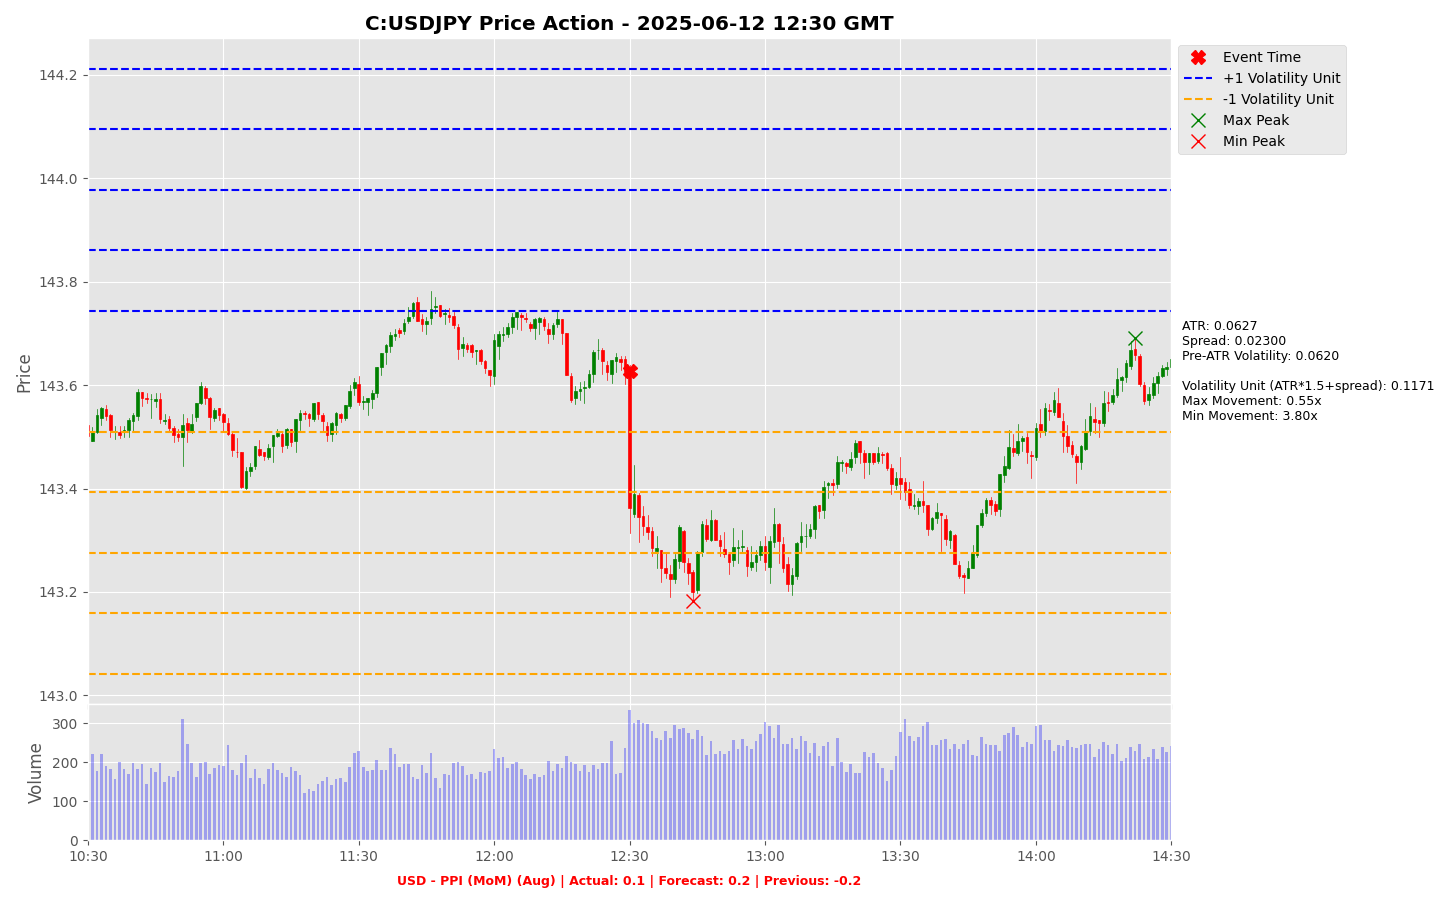 C:USDJPY Price Action - 2025-06-12 12:30 GMT
Event Time
+1 Volatility Unit
-1 Volatility Unit
Max Peak
Min Peak
144.2
144.0
143.8
143.6
143.4
143.2
143.0
Price
ATR: 0.0627
Spread: 0.02300
Pre-ATR Volatility: 0.0620
Volatility Unit (ATR*1.5+spread): 0.1171
Max Movement: 0.55x
Min Movement: 3.80x
300
200
100
0
Volume
10:30 11:00 11:30 12:00 12:30 13:00 13:30 14:00 14:30
USD - PPI (MoM) (Aug) | Actual: 0.1 | Forecast: 0.2 | Previous: -0.2